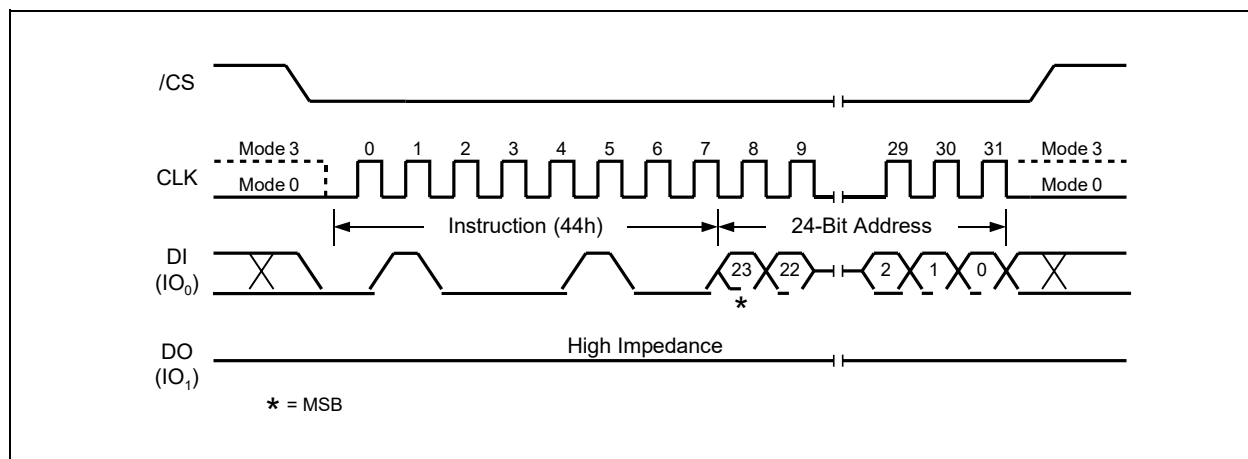 /CS
Mode 3 0 1 2 3 4 5 6 7 8 9 29 30 31 Mode 3
CLK
Mode 0 Mode 0
Instruction (44h) 24-Bit Address
DI
(IO0)
23 22 2 1 0
*
DO
(IO1)
High Impedance
* = MSB